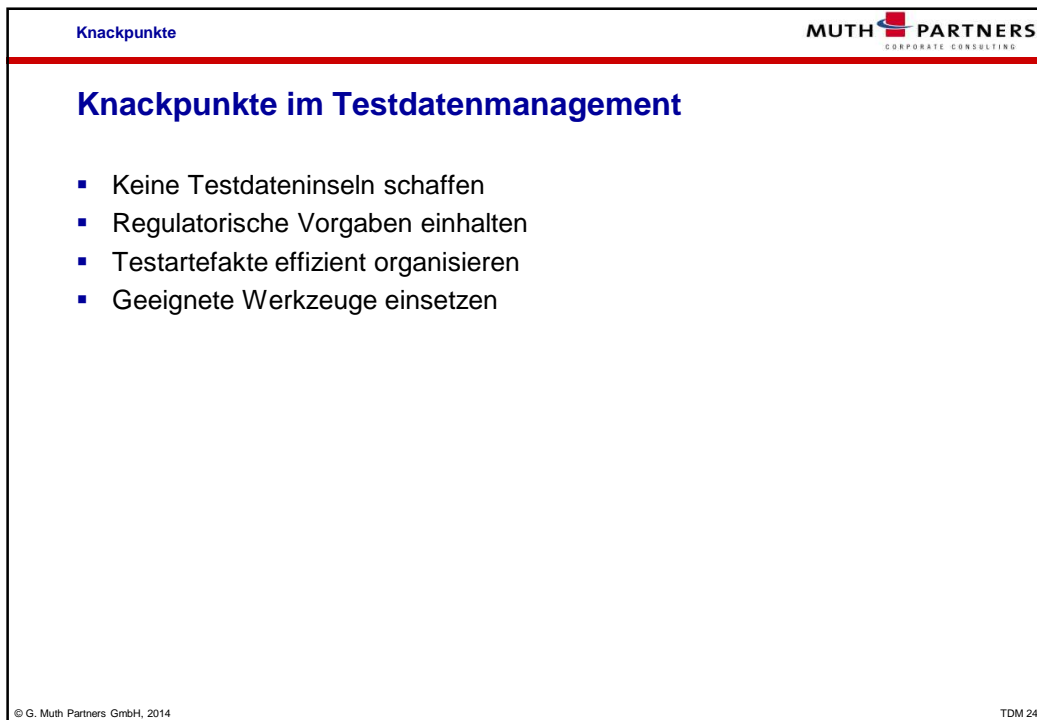 Knackpunkte
MUTH PARTNERS
CORPORATE CONSULTING
Knackpunkte im Testdatenmanagement
▪ Keine Testdateninseln schaffen
▪ Regulatorische Vorgaben einhalten
▪ Testartefakte effizient organisieren
▪ Geeignete Werkzeuge einsetzen
© G. Muth Partners GmbH, 2014
TDM 24